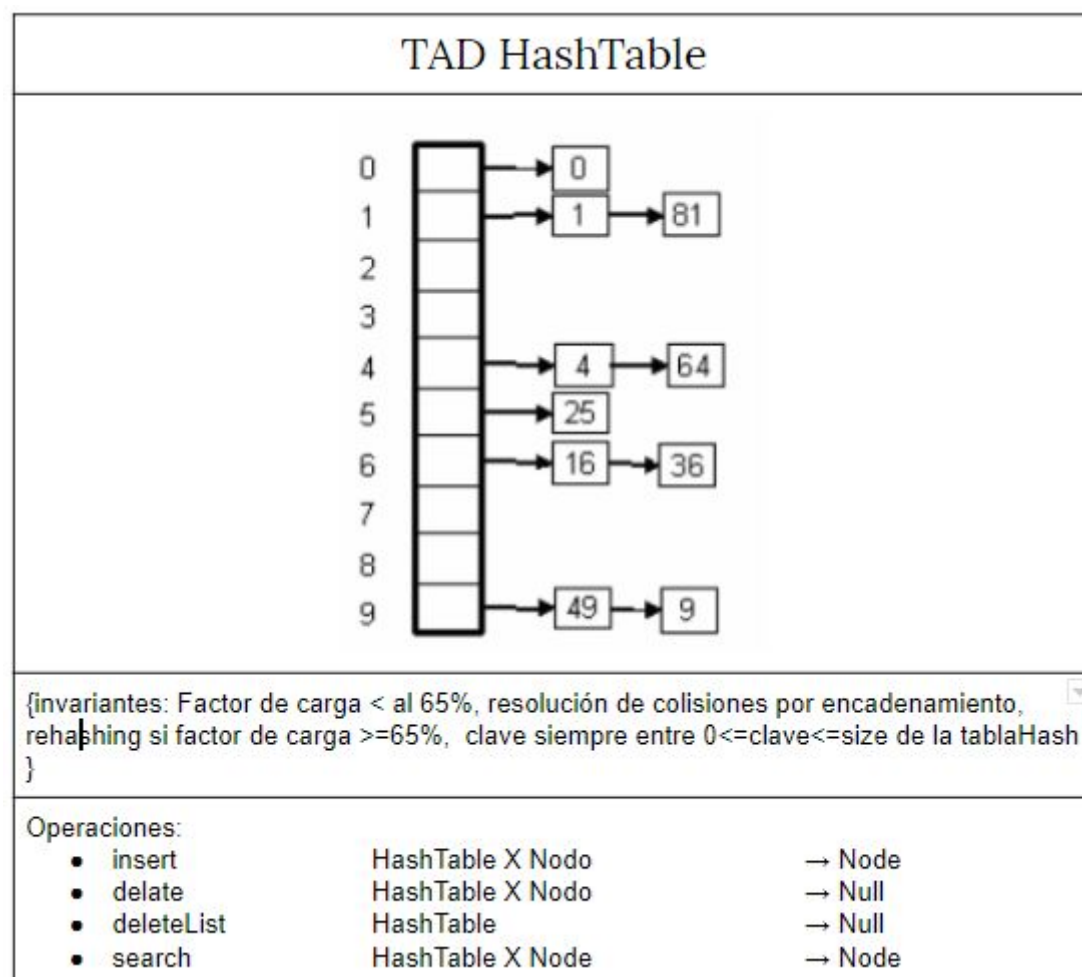 TAD HashTable
0 0
1 1 81
2
3
4 4 64
5 25
6 16 36
7
8
9 49 9
{invariantes: Factor de carga < al 65%, resolución de colisiones por encadenamiento,
rehashing si factor de carga >=65%, clave siempre entre 0<=clave<=size de la tablaHash
}
Operaciones:
● insert HashTable X Nodo → Node
● delate HashTable X Nodo → Null
● deleteList HashTable → Null
● search HashTable X Node → Node